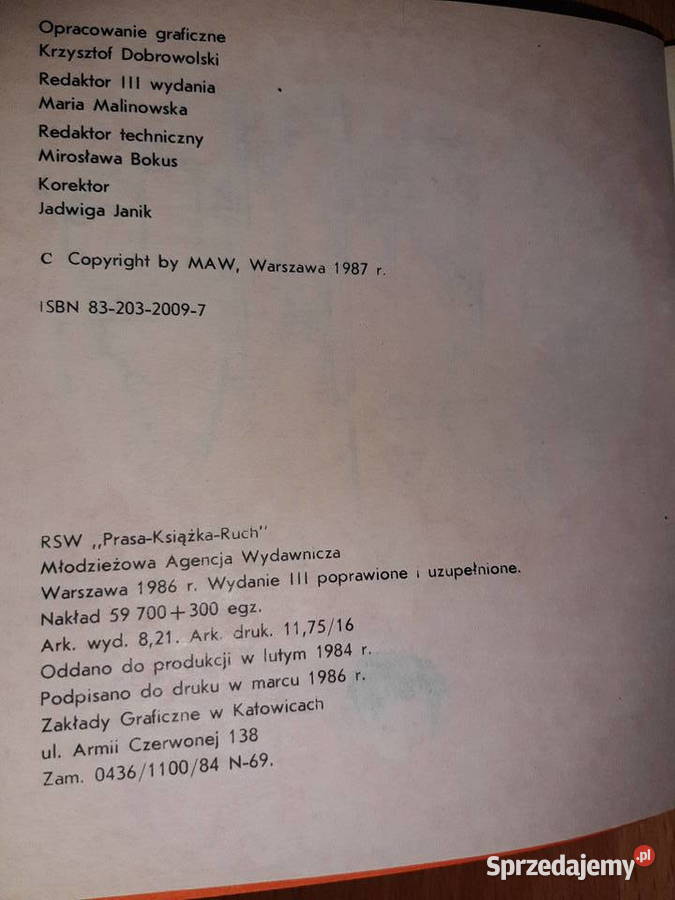 Opracowanie graficzne
Krzysztof Dobrowolski
Redaktor III wydania
Maria Malinowska
Redaktor techniczny
Mirosława Bokus
Korektor
Jadwiga Janik
C Copyright by MAW, Warszawa 1987 r.
ISBN 83-203-2009-7
RSW „Prasa-Książka-Ruch"
Młodzieżowa Agencja Wydawnicza
Warszawa 1986 r. Wydanie III poprawione i uzupełnione.
Nakład 59 700+300 egz.
Ark. wyd. 8,21. Ark. druk. 11,75/16
Oddano do produkcji w lutym 1984 r.
Podpisano do druku w marcu 1986 r.
Zakłady Graficzne w Katowicach
ul. Armii Czerwonej 138
Zam. 0436/1100/84 N-69.
Sprzedajemy.pl